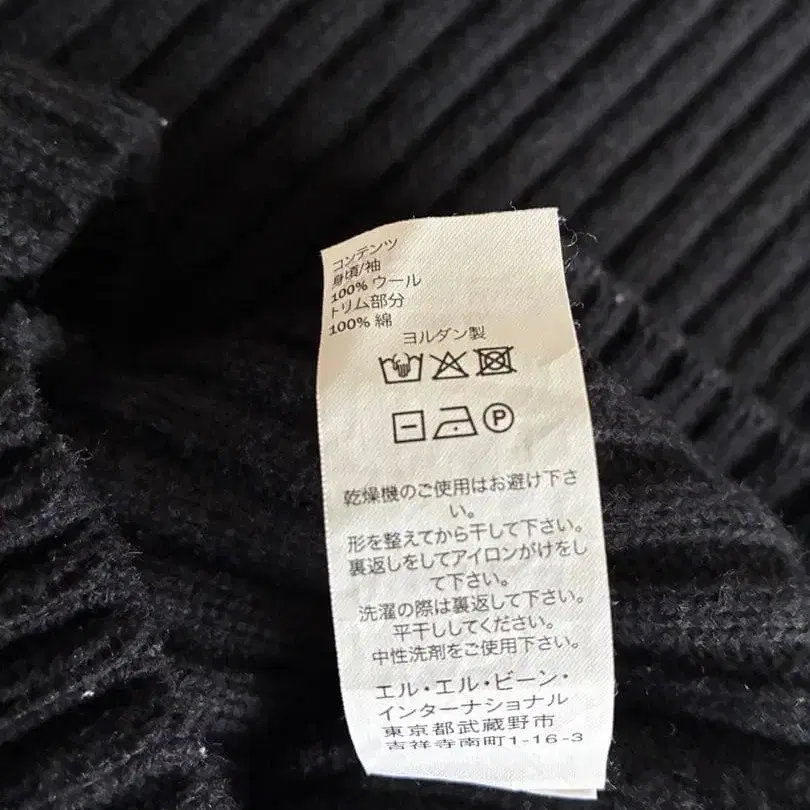 コンテンツ
身頃/袖
100% ウール
トリム部分
100% 綿
ヨルダン製
P
乾燥機のご使用はお避け下さ
い。
形を整えてから干して下さい。
裏返しをしてアイロンがけをし
て下さい。
洗濯の際は裏返して下さい。
平干ししてください。
中性洗剤をご使用下さい。
エル・エル・ビーン・
インターナショナル
東京都武蔵野市
吉祥寺南町1-16-3